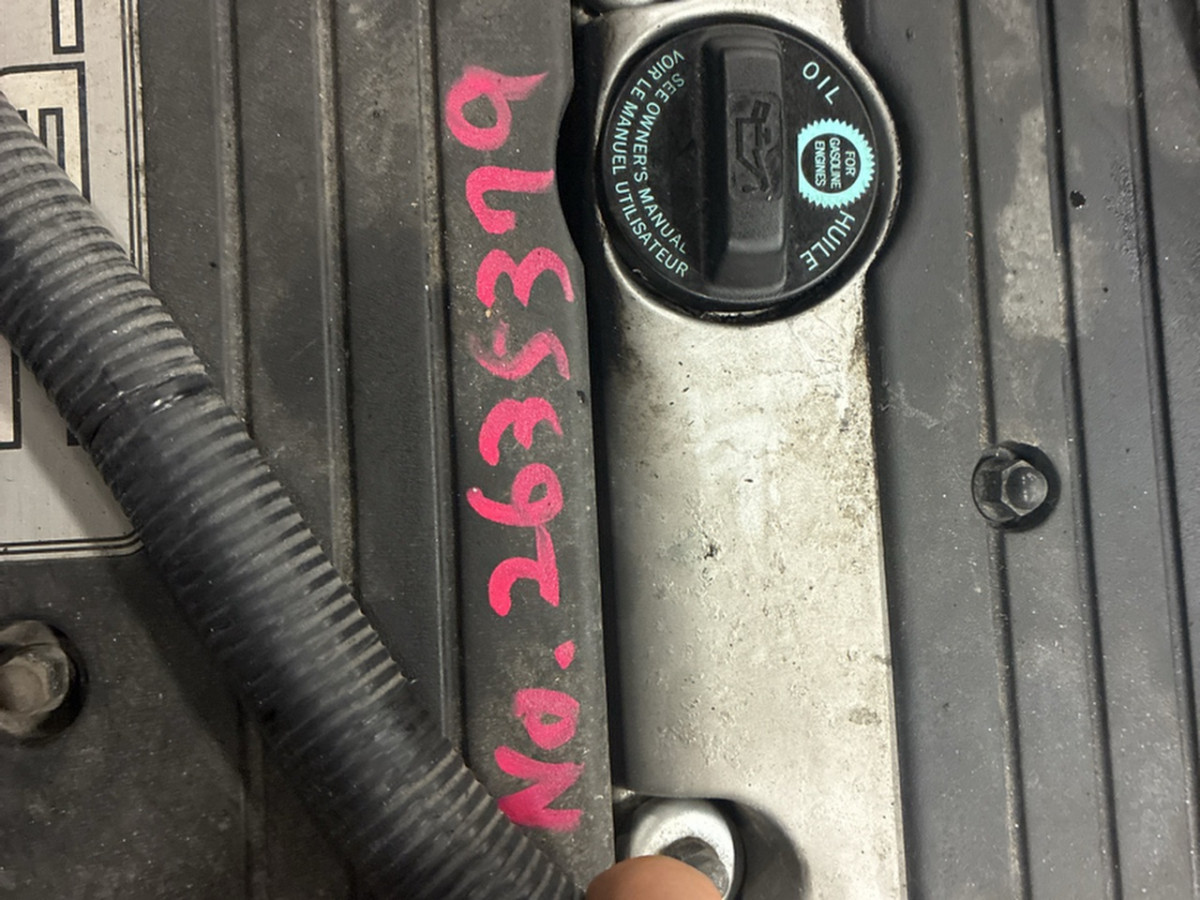 No. 2635379
OIL
FOR
GASOLINE
ENGINES
HUILE
SEE OWNER'S MANUAL
VOIR LE MANUEL UTILISATEUR